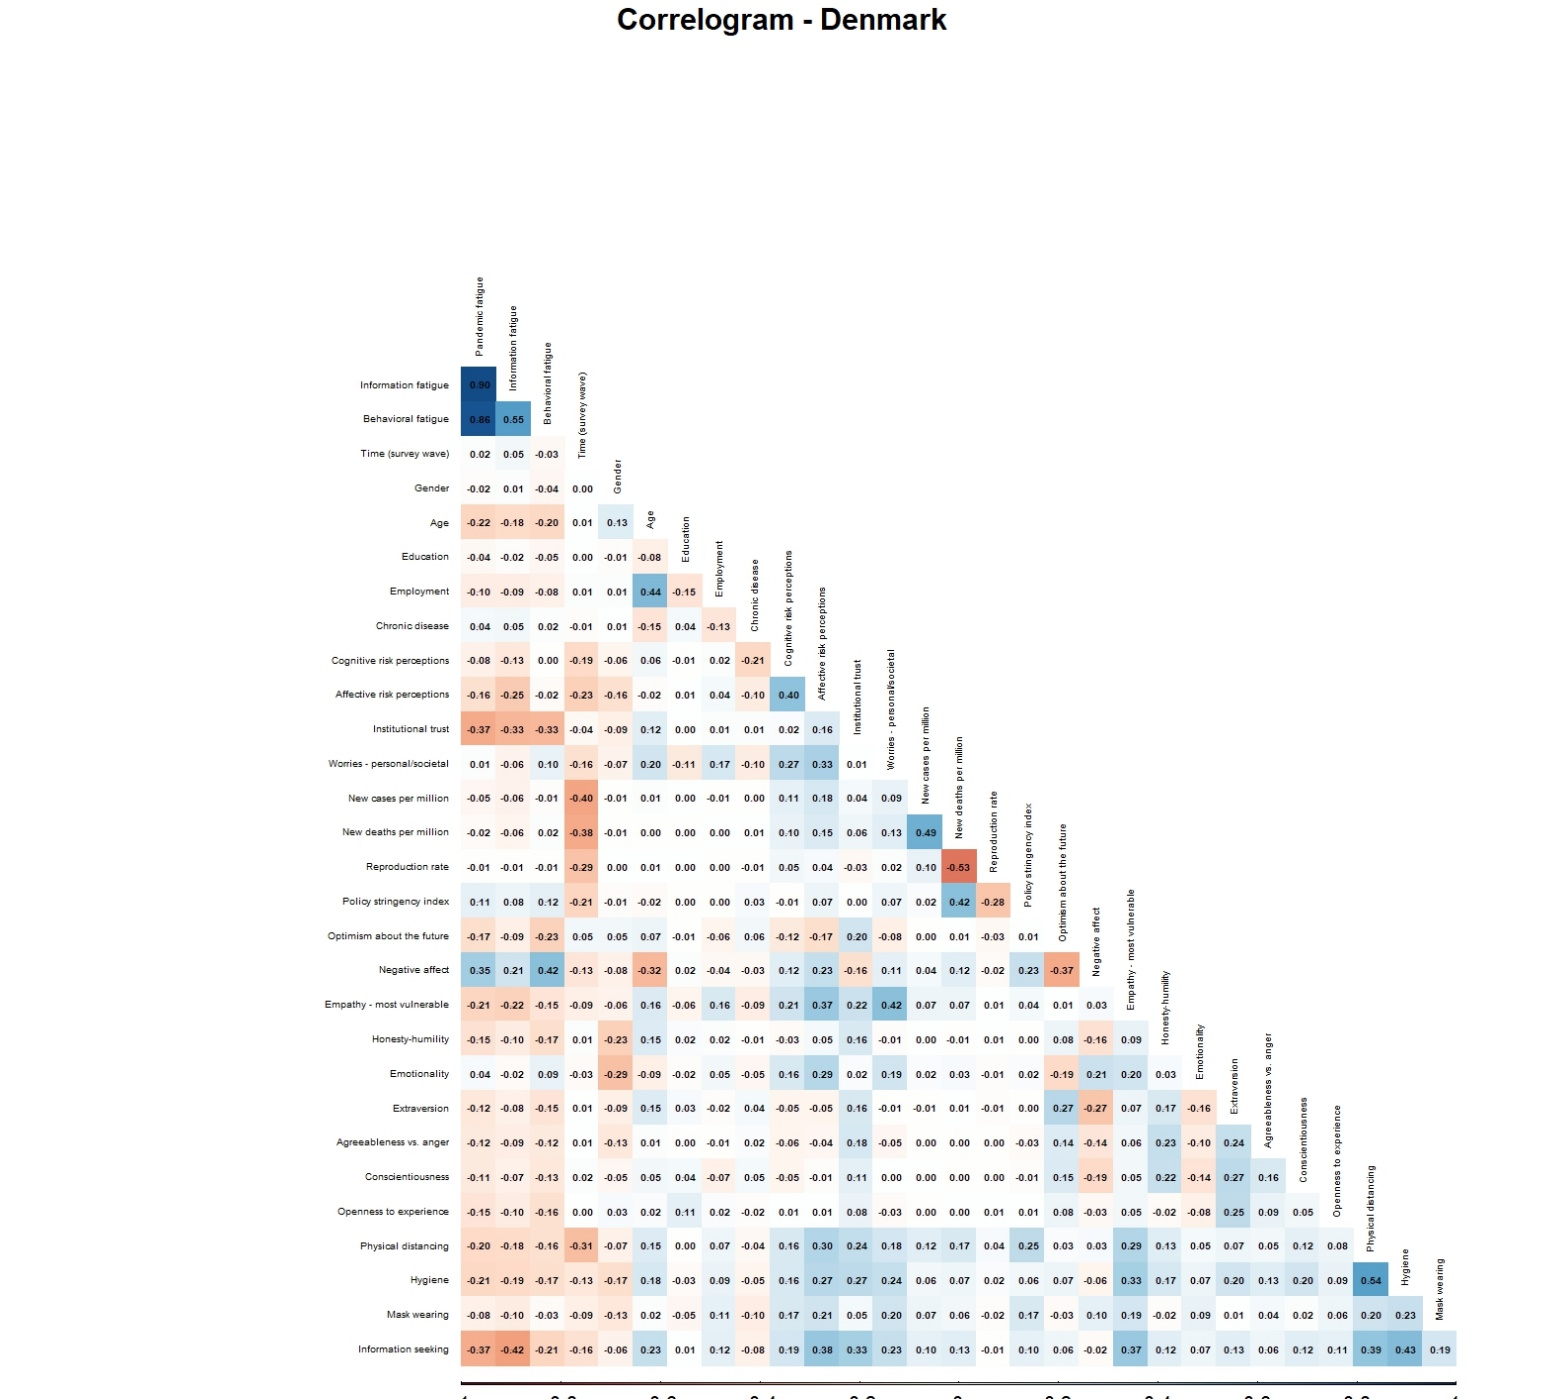 Correlogram - Denmark
Pandemic fatigue
Information fatigue
Behavioral fatigue
Time (survey wave)
Gender
Age
Education
Employment
Chronic disease
Cognitive risk perceptions
Affective risk perceptions
Institutional trust
Worries - personal/societal
New cases per million
New deaths per million
Reproduction rate
Policy stringency index
Optimism about the future
Negative affect
Empathy - most vulnerable
Honesty-humility
Emotionality
Extraversion
Agreeableness vs. anger
Conscientiousness
Openness to experience
Physical distancing
Hygiene
Mask wearing
Information fatigue 0.90
Behavioral fatigue 0.86 0.55
Time (survey wave) 0.02 0.05 -0.03
Gender -0.02 0.01 -0.04 0.00
Age -0.22 -0.18 -0.20 0.01 0.13
Education -0.04 -0.02 -0.05 0.00 -0.01 -0.08
Employment -0.10 -0.09 -0.08 0.01 0.01 0.44 -0.15
Chronic disease 0.04 0.05 0.02 -0.01 0.01 -0.15 0.04 -0.13
Cognitive risk perceptions -0.08 -0.13 0.00 -0.19 -0.06 0.06 -0.01 0.02 -0.21
Affective risk perceptions -0.16 -0.25 -0.02 -0.23 -0.16 -0.02 0.01 0.04 -0.10 0.40
Institutional trust -0.37 -0.33 -0.33 -0.04 -0.09 0.12 0.00 0.01 0.01 0.02 0.16
Worries - personal/societal 0.01 -0.06 0.10 -0.16 -0.07 0.20 -0.11 0.17 -0.10 0.27 0.33 0.01
New cases per million -0.05 -0.06 -0.01 -0.40 -0.01 0.01 0.00 -0.01 0.00 0.11 0.18 0.04 0.09
New deaths per million -0.02 -0.06 0.02 -0.38 -0.01 0.00 0.00 0.00 0.01 0.10 0.15 0.06 0.13 0.49
Reproduction rate -0.01 -0.01 -0.01 -0.29 0.00 0.01 0.00 0.00 -0.01 0.05 0.04 -0.03 0.02 0.10 -0.53
Policy stringency index 0.11 0.08 0.12 -0.21 -0.01 -0.02 0.00 0.00 0.03 -0.01 0.07 0.00 0.07 0.02 0.42 -0.28
Optimism about the future -0.17 -0.09 -0.23 0.05 0.05 0.07 -0.01 -0.06 0.06 -0.12 -0.17 0.20 -0.08 0.00 0.01 -0.03 0.01
Negative affect 0.35 0.21 0.42 -0.13 -0.08 -0.32 0.02 -0.04 -0.03 0.12 0.23 -0.16 0.11 0.04 0.12 -0.02 0.23 -0.37
Empathy - most vulnerable -0.21 -0.22 -0.15 -0.09 -0.06 0.16 -0.06 0.16 -0.09 0.21 0.37 0.22 0.42 0.07 0.07 0.01 0.04 0.01 0.03
Honesty-humility -0.15 -0.10 -0.17 0.01 -0.23 0.15 0.02 0.02 -0.01 -0.03 0.05 0.16 -0.01 0.00 -0.01 0.01 0.00 0.08 -0.16 0.09
Emotionality 0.04 -0.02 0.09 -0.03 -0.29 -0.09 -0.02 0.05 -0.05 0.16 0.29 0.02 0.19 0.02 0.03 -0.01 0.02 -0.19 0.21 0.20 0.03
Extraversion -0.12 -0.08 -0.15 0.01 -0.09 0.15 0.03 -0.02 0.04 -0.05 -0.05 0.16 -0.01 -0.01 0.01 -0.01 0.00 0.27 -0.27 0.07 0.17 -0.16
Agreeableness vs. anger -0.12 -0.09 -0.12 0.01 -0.13 0.01 0.00 -0.01 0.02 -0.06 -0.04 0.18 -0.05 0.00 0.00 0.00 -0.03 0.14 -0.14 0.06 0.23 -0.10 0.24
Conscientiousness -0.11 -0.07 -0.13 0.02 -0.05 0.05 0.04 -0.07 0.05 -0.05 -0.01 0.11 0.00 0.00 0.00 0.00 -0.01 0.15 -0.19 0.05 0.22 -0.14 0.27 0.16
Openness to experience -0.15 -0.10 -0.16 0.00 0.03 0.02 0.11 0.02 -0.02 0.01 0.01 0.08 -0.03 0.00 0.00 0.01 0.01 0.08 -0.03 0.05 -0.02 -0.08 0.25 0.09 0.05
Physical distancing -0.20 -0.18 -0.16 -0.31 -0.07 0.15 0.00 0.07 -0.04 0.16 0.30 0.24 0.18 0.12 0.17 0.04 0.25 0.03 0.03 0.29 0.13 0.05 0.07 0.05 0.12 0.08
Hygiene -0.21 -0.19 -0.17 -0.13 -0.17 0.18 -0.03 0.09 -0.05 0.16 0.27 0.27 0.24 0.06 0.07 0.02 0.06 0.07 -0.06 0.33 0.17 0.07 0.20 0.13 0.20 0.09 0.54
Mask wearing -0.08 -0.10 -0.03 -0.09 -0.13 0.02 -0.05 0.11 -0.10 0.17 0.21 0.05 0.20 0.07 0.06 -0.02 0.17 -0.03 0.10 0.19 -0.02 0.09 0.01 0.04 0.02 0.06 0.20 0.23
Information seeking -0.37 -0.42 -0.21 -0.16 -0.06 0.23 0.01 0.12 -0.08 0.19 0.38 0.33 0.23 0.10 0.13 -0.01 0.10 0.06 -0.02 0.37 0.12 0.07 0.13 0.06 0.12 0.11 0.39 0.43 0.19